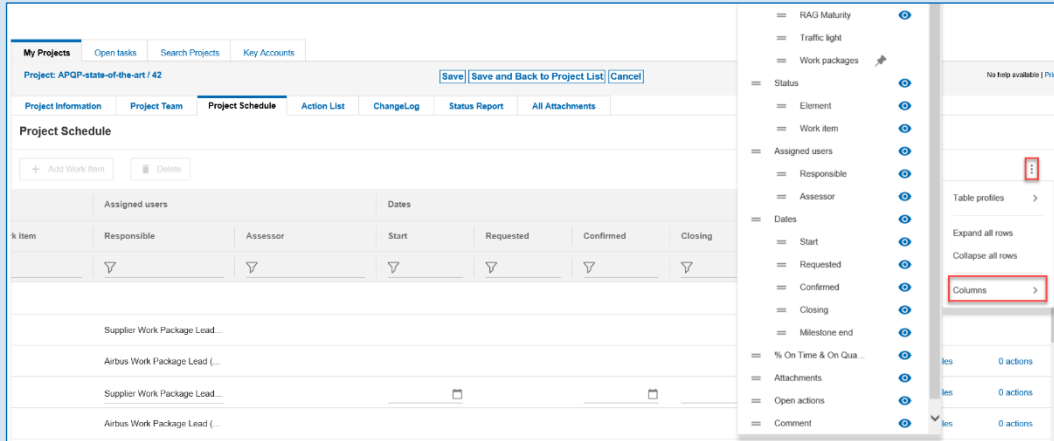 RAG Maturity
Traffic light
My Projects Open tasks Search Projects Key Accounts
Work packages
Project: APQP-state-of-the-art / 42 Save Save and Back to Project List Cancel No help available | Pri
Status
Project Information Project Team Project Schedule Action List ChangeLog Status Report All Attachments
Element
Project Schedule
Work item
Assigned users
+ Add Work Item Delete
Responsible
Assessor
Table profiles
Assigned users Dates
Dates
k item Responsible Assessor Start Requested Confirmed Closing
Start
Expand all rows
Collapse all rows
Requested
Confirmed
Columns
Closing
Supplier Work Package Lead...
Milestone end
Airbus Work Package Lead (...
% On Time & On Qua...
les 0 actions
Attachments
Supplier Work Package Lead...
les 0 actions
Open actions
Airbus Work Package Lead (...
Comment
les 0 actions